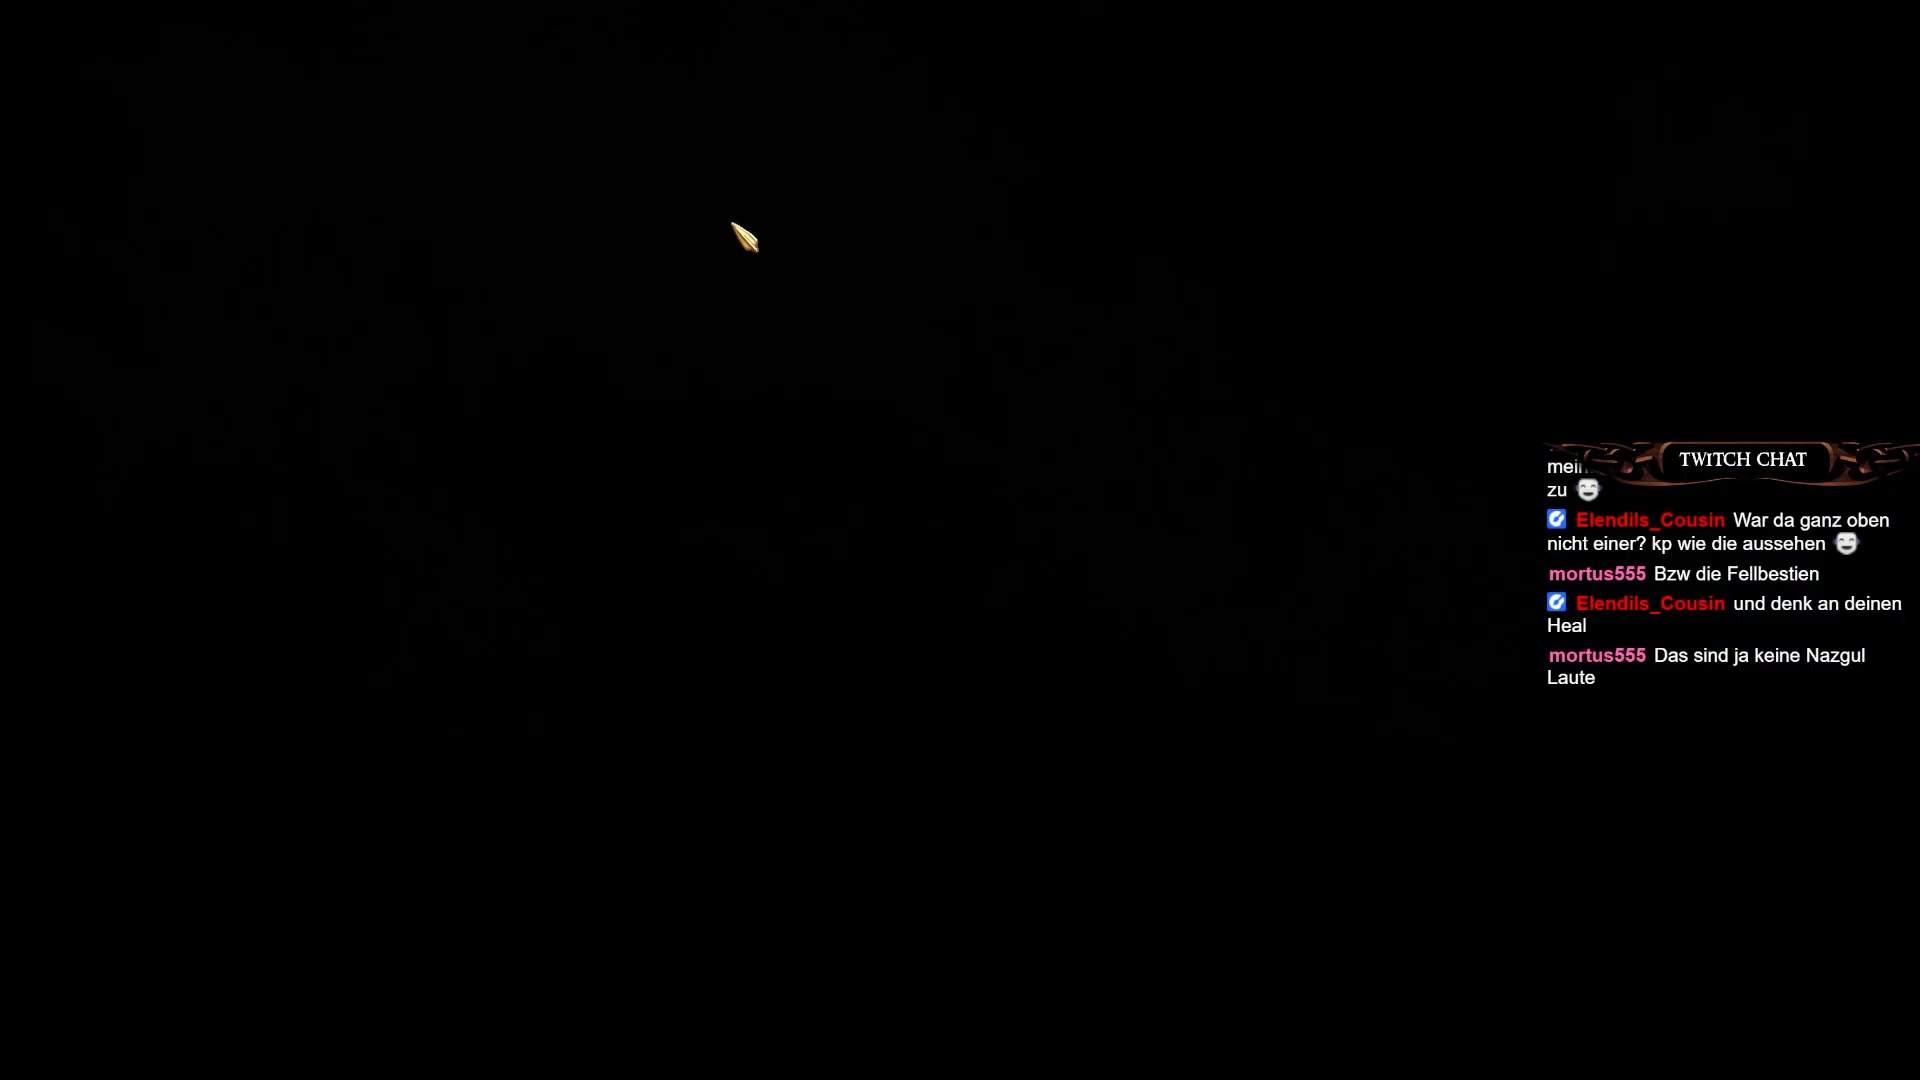 TWITCH CHAT
mein
zu
Elendils_Cousin War da ganz oben
nicht einer? kp wie die aussehen
mortus555 Bzw die Fellbestien
Elendils_Cousin und denk an deinen
Heal
mortus555 Das sind ja keine Nazgul
Laute